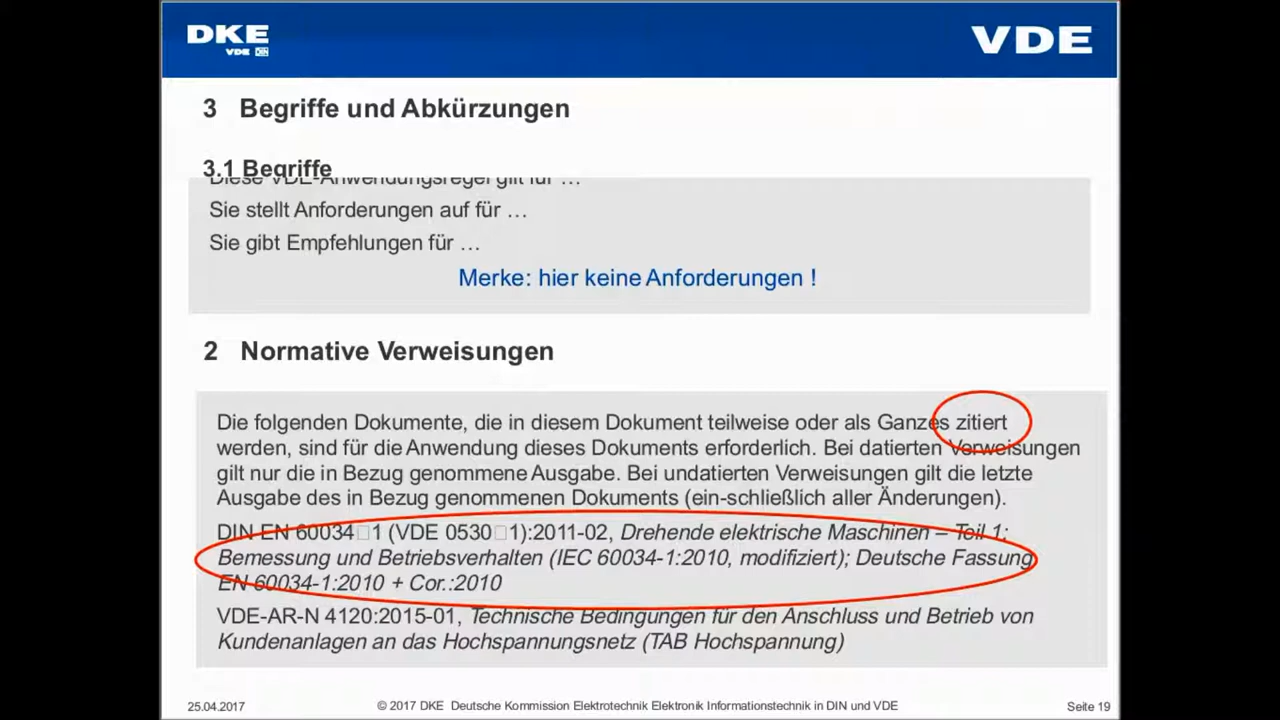 DKE
VDE DIN
VDE
3 Begriffe und Abkürzungen
3.1 Begriffe
Diese VDE-Anwendungsregel gilt für …
Sie stellt Anforderungen auf für …
Sie gibt Empfehlungen für …
Merke: hier keine Anforderungen !
2 Normative Verweisungen
Die folgenden Dokumente, die in diesem Dokument teilweise oder als Ganzes zitiert
werden, sind für die Anwendung dieses Dokuments erforderlich. Bei datierten Verweisungen
gilt nur die in Bezug genommene Ausgabe. Bei undatierten Verweisungen gilt die letzte
Ausgabe des in Bezug genommenen Dokuments (ein-schließlich aller Änderungen).
DIN EN 60034□1 (VDE 0530□1):2011-02, Drehende elektrische Maschinen – Teil 1:
Bemessung und Betriebsverhalten (IEC 60034-1:2010, modifiziert); Deutsche Fassung
EN 60034-1:2010 + Cor.:2010
VDE-AR-N 4120:2015-01, Technische Bedingungen für den Anschluss und Betrieb von
Kundenanlagen an das Hochspannungsnetz (TAB Hochspannung)
25.04.2017
© 2017 DKE Deutsche Kommission Elektrotechnik Elektronik Informationstechnik in DIN und VDE
Seite 19